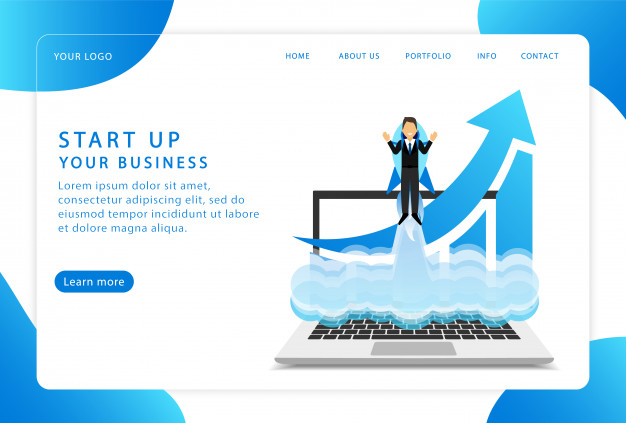 YOUR LOGO
HOME
ABOUT US
PORTFOLIO
INFO
CONTACT
START UP
YOUR BUSINESS
Lorem ipsum dolor sit amet,
consectetur adipiscing elit, sed do
eiusmod tempor incididunt ut labore et
dolore magna aliqua.
Learn more